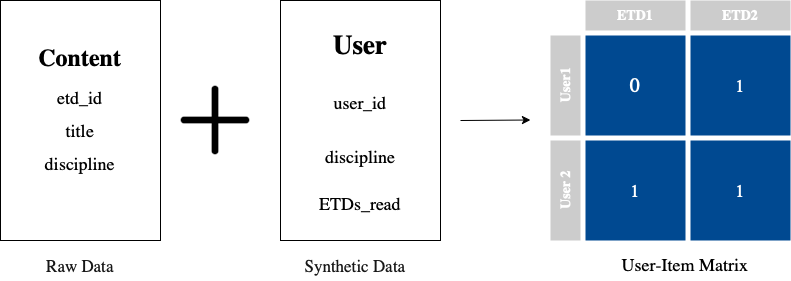 Content
etd_id
title
discipline
Raw Data
User
user_id
discipline
ETDs_read
Synthetic Data
ETD1 ETD2
User1 0 1
User 2 1 1
User-Item Matrix